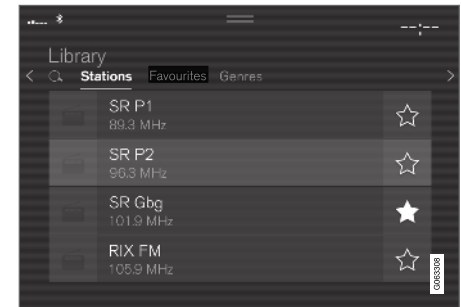 --:--
Library
Stations Favourites Genres
SR P1
89.3 MHz
SR P2
96.3 MHz
SR Gbg
101.9 MHz
RIX FM
105.9 MHz
G063308